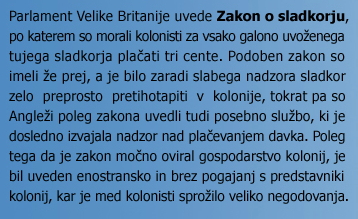 Parlament Velike Britanije uvede Zakon o sladkorju,
po katerem so morali kolonisti za vsako galono uvoženega
tujega sladkorja plačati tri cente. Podoben zakon so
imeli že prej, a je bilo zaradi slabega nadzora sladkor
zelo preprosto pretihotapiti v kolonije, tokrat pa so
Angleži poleg zakona uvedli tudi posebno službo, ki je
dosledno izvajala nadzor nad plačevanjem davka. Poleg
tega da je zakon močno oviral gospodarstvo kolonij, je
bil uveden enostransko in brez pogajanj s predstavniki
kolonij, kar je med kolonisti sprožilo veliko negodovanja.